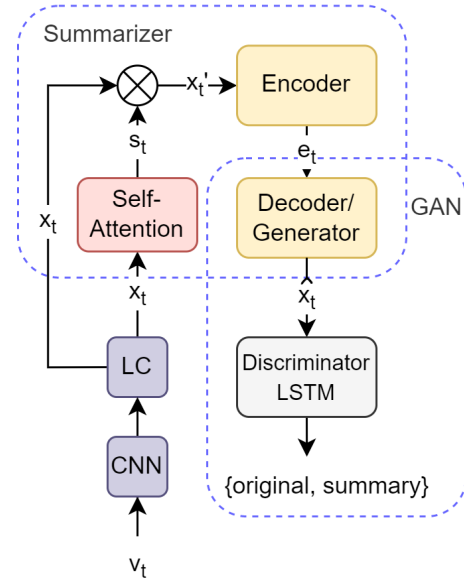 Summarizer
x_t'
Encoder
s_t
e_t
x_t
Self-
Attention
Decoder/
Generator
GAN
x_t
x̂_t
LC
Discriminator
LSTM
CNN
{original, summary}
v_t